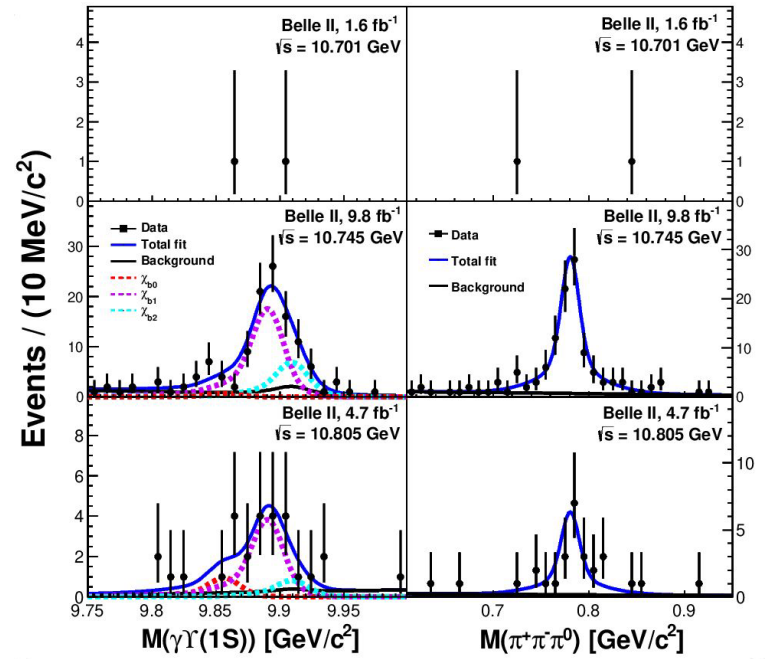 Events / (10 MeV/c²)
Belle II, 1.6 fb⁻¹
√s = 10.701 GeV
4
3
2
1
0
Belle II, 1.6 fb⁻¹
√s = 10.701 GeV
4
3
2
1
0
Belle II, 9.8 fb⁻¹
√s = 10.745 GeV
Data
Total fit
Background
χb0
χb1
χb2
30
20
10
0
Belle II, 9.8 fb⁻¹
√s = 10.745 GeV
Data
Total fit
Background
30
20
10
0
Belle II, 4.7 fb⁻¹
√s = 10.805 GeV
8
6
4
2
0
Belle II, 4.7 fb⁻¹
√s = 10.805 GeV
10
5
0
9.75 9.8 9.85 9.9 9.95
0.7 0.8 0.9
M(γΥ(1S)) [GeV/c²]
M(π⁺π⁻π⁰) [GeV/c²]